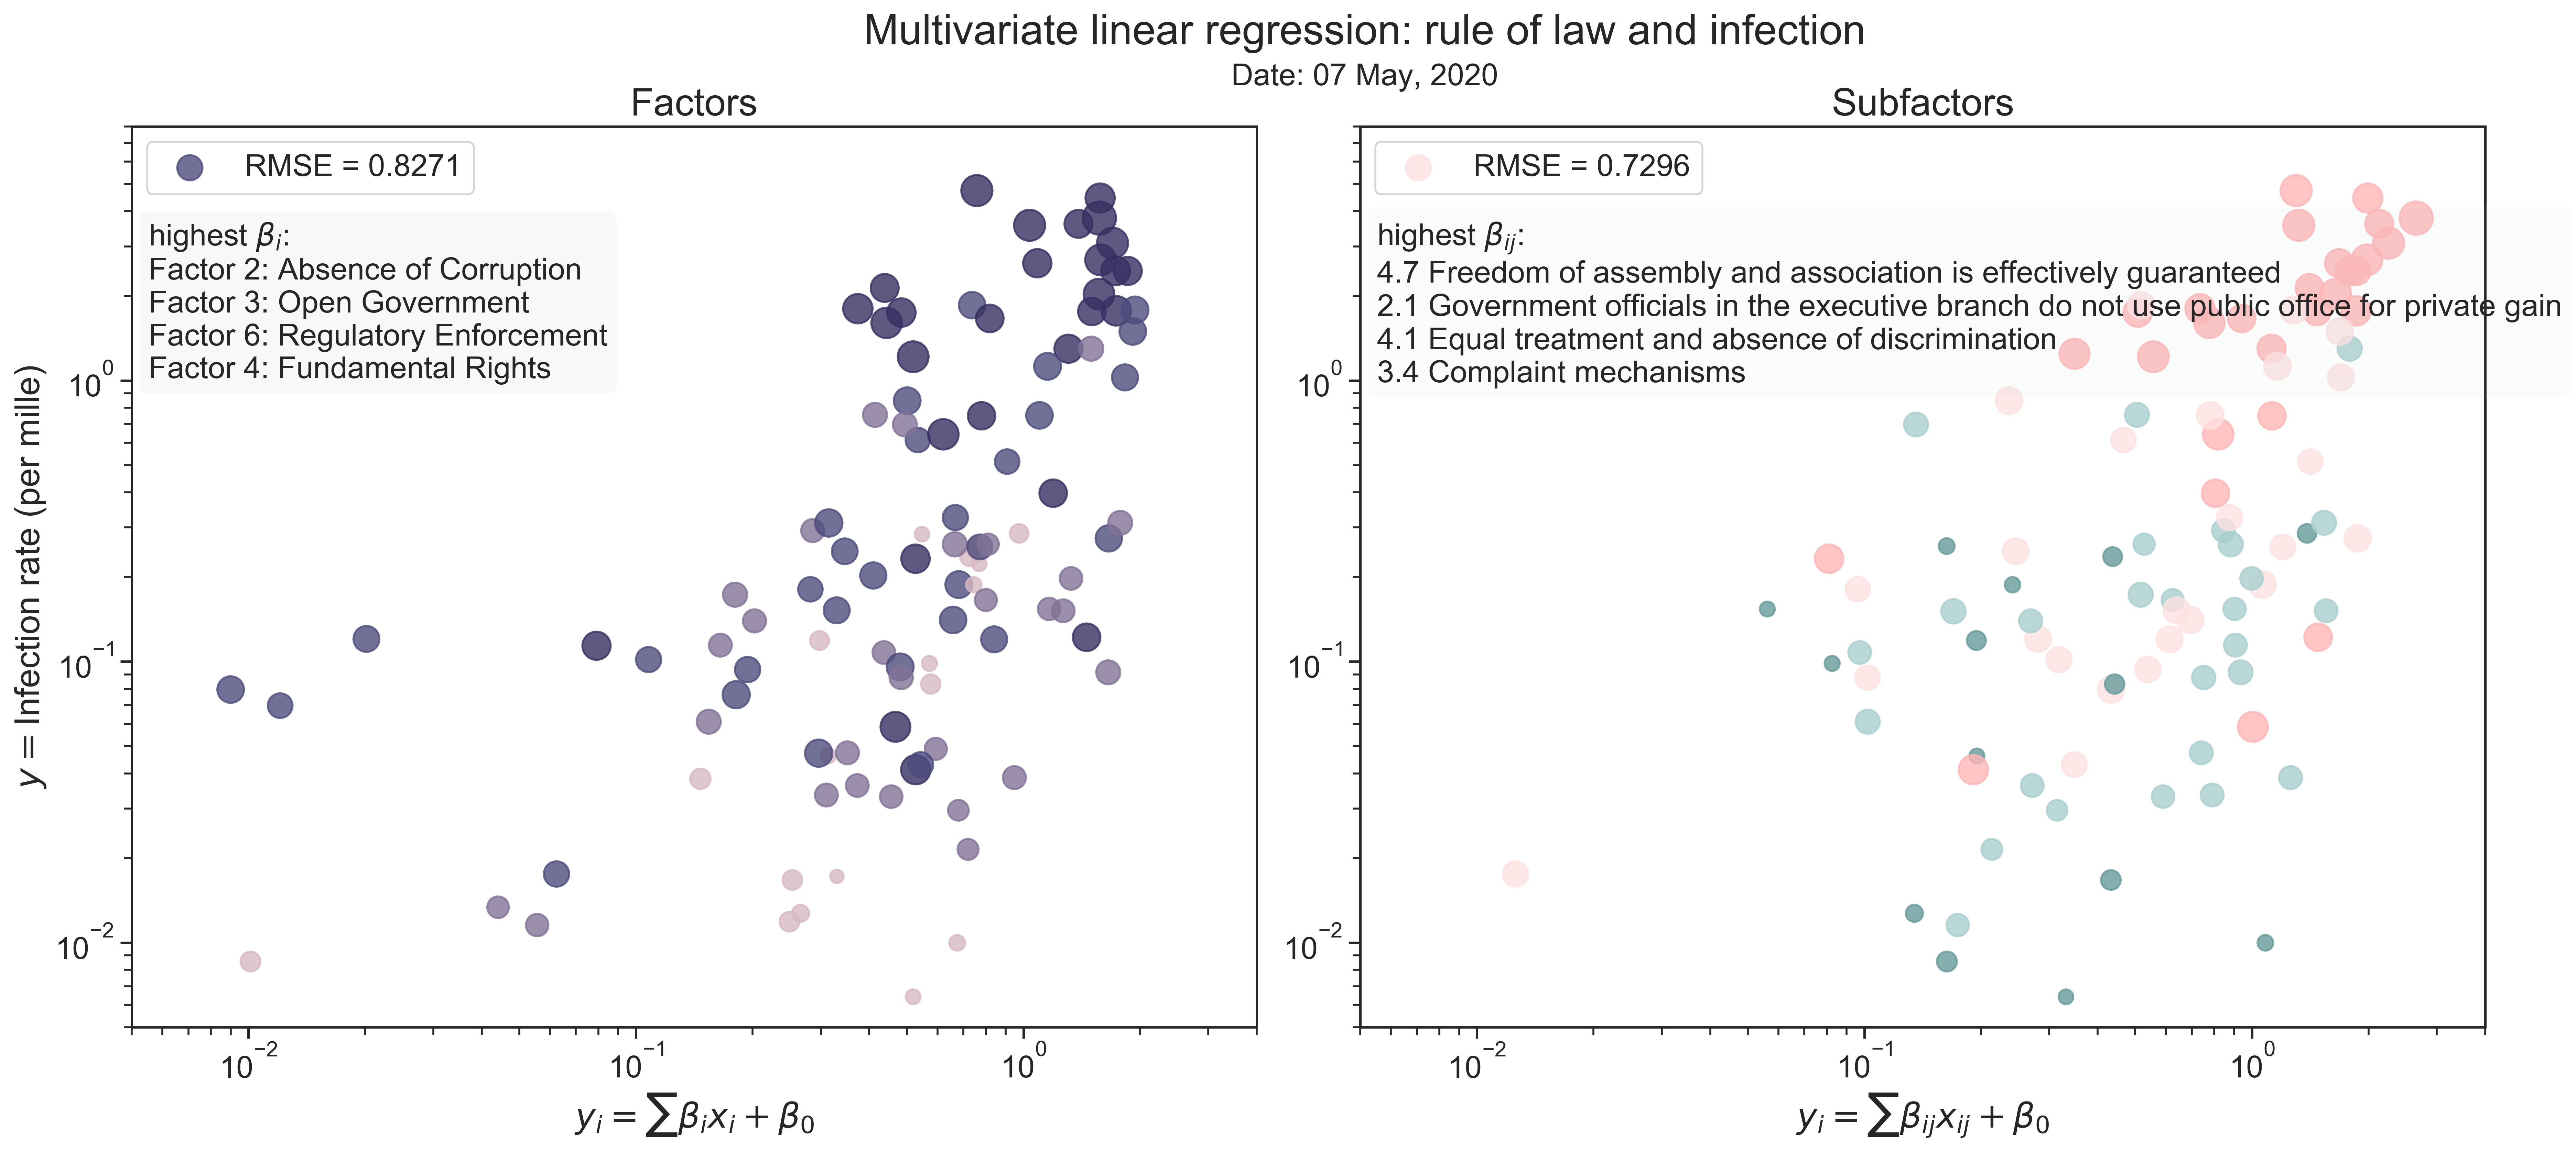 Multivariate linear regression: rule of law and infection
Date: 07 May, 2020
Factors
RMSE = 0.8271
highest βᵢ:
Factor 2: Absence of Corruption
Factor 3: Open Government
Factor 6: Regulatory Enforcement
Factor 4: Fundamental Rights
y = Infection rate (per mille)
10⁰
10⁻¹
10⁻²
10⁻² 10⁻¹ 10⁰
yᵢ = ∑βᵢxᵢ + β₀
Subfactors
RMSE = 0.7296
highest βᵢⱼ:
4.7 Freedom of assembly and association is effectively guaranteed
2.1 Government officials in the executive branch do not use public office for private gain
4.1 Equal treatment and absence of discrimination
3.4 Complaint mechanisms
10⁰
10⁻¹
10⁻²
10⁻² 10⁻¹ 10⁰
yᵢ = ∑βᵢⱼxᵢⱼ + β₀